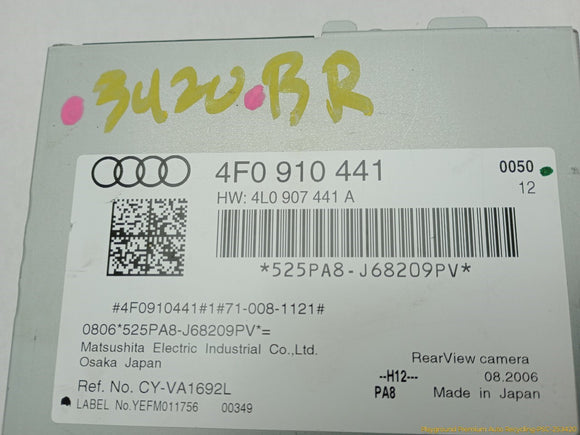 3420 BR
4F0 910 441
0050
HW: 4L0 907 441 A
12
*525PA8-J68209PV*
#4F0910441#1#71-008-1121#
0806*525PA8-J68209PV*=
Matsushita Electric Industrial Co.,Ltd.
Osaka Japan
RearView camera
--H12--- 08.2006
Ref. No. CY-VA1692L
PA8 Made in Japan
LABEL No.YEFM011756 00349